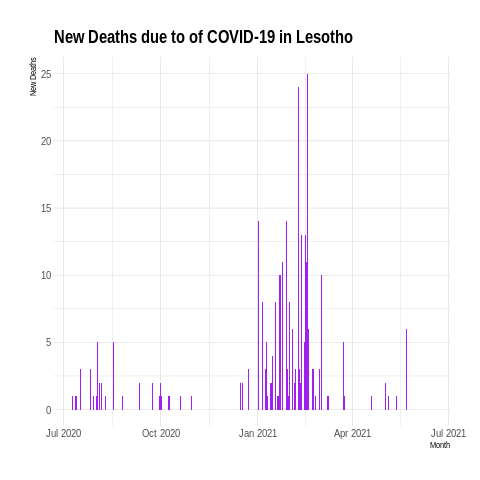 New Deaths due to of COVID-19 in Lesotho
New Deaths
25
20
15
10
5
0
Jul 2020 Oct 2020 Jan 2021 Apr 2021 Jul 2021
Month